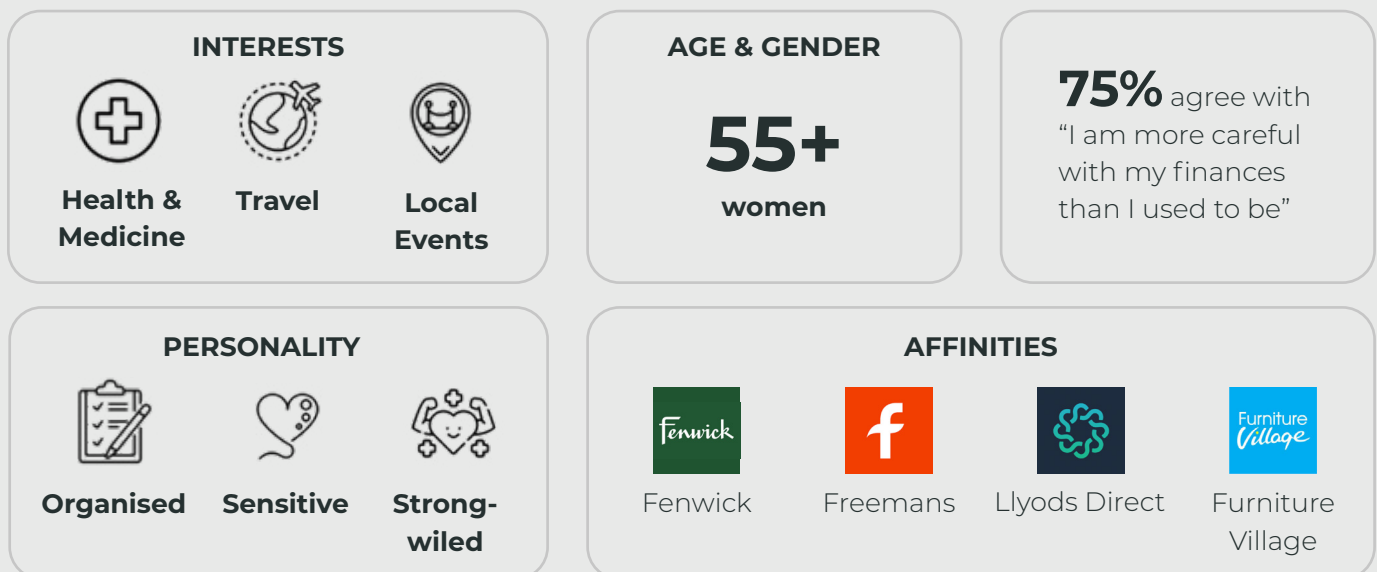 INTERESTS
Health &
Medicine
Travel
Local
Events
AGE & GENDER
55+
women
75% agree with
“I am more careful
with my finances
than I used to be”
PERSONALITY
Organised
Sensitive
Strong-
wiled
AFFINITIES
Fenwick
Fenwick
f
Freemans
Llyods Direct
Furniture
Village
Furniture
Village